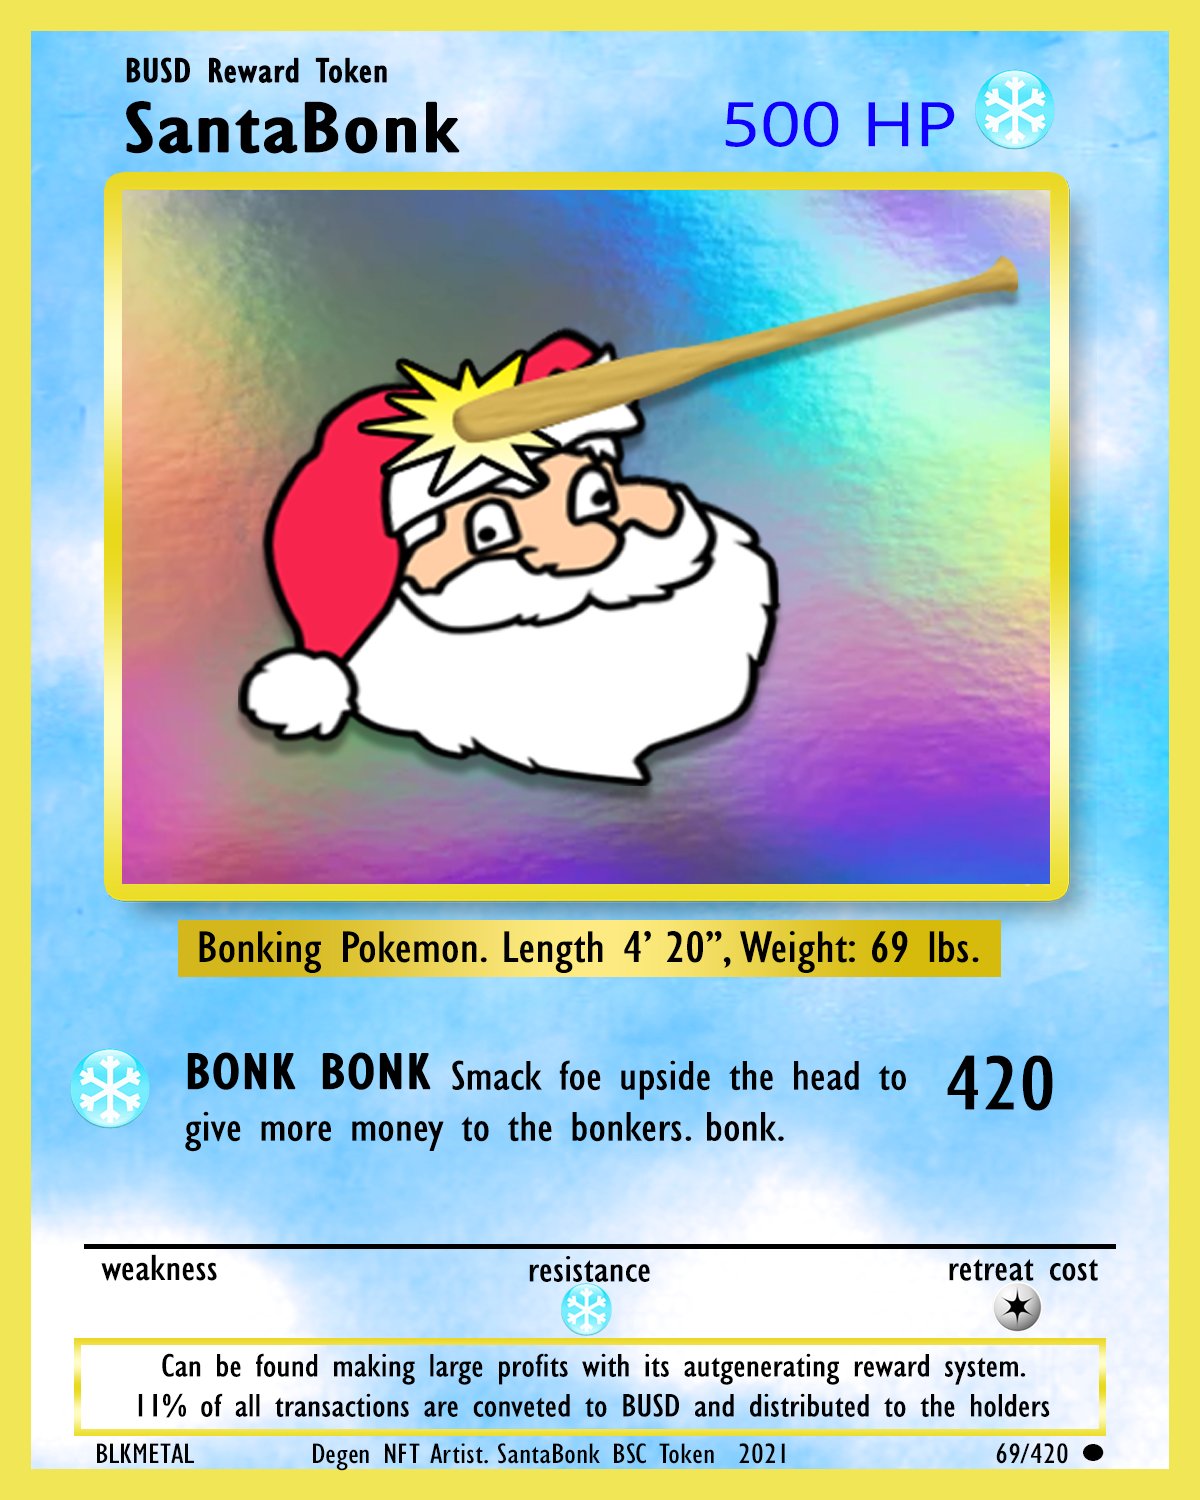 BUSD Reward Token
SantaBonk
500 HP
Bonking Pokemon. Length 4' 20”, Weight: 69 lbs.
BONK BONK Smack foe upside the head to
give more money to the bonkers. bonk.
420
weakness
resistance
retreat cost
Can be found making large profits with its autgenerating reward system.
11% of all transactions are conveted to BUSD and distributed to the holders
BLKMETAL
Degen NFT Artist. SantaBonk BSC Token 2021
69/420